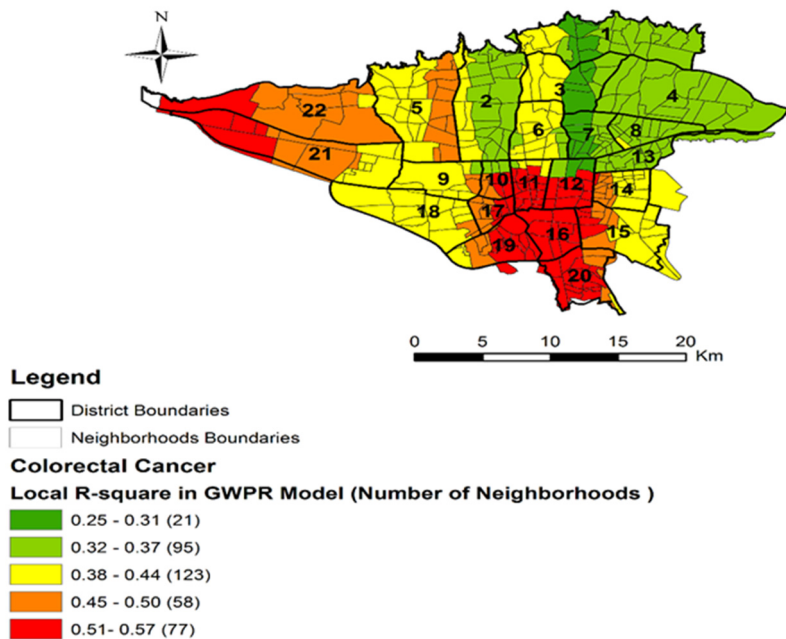 N
1
3
4
5
2
22
6
7
8
21
13
9
10
11
12
14
18
17
15
16
19
20
0 5 10 15 20
Km
Legend
District Boundaries
Neighborhoods Boundaries
Colorectal Cancer
Local R-square in GWPR Model (Number of Neighborhoods )
0.25 - 0.31 (21)
0.32 - 0.37 (95)
0.38 - 0.44 (123)
0.45 - 0.50 (58)
0.51- 0.57 (77)